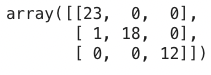 array([[23,  0,  0],
       [ 1, 18,  0],
       [ 0,  0, 12]])